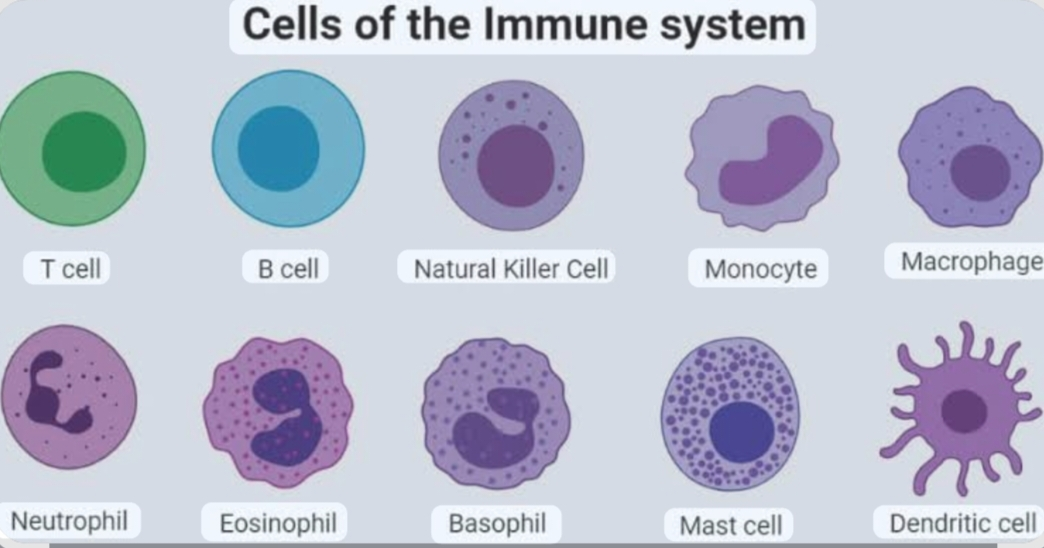 Cells of the Immune system
T cell
B cell
Natural Killer Cell
Monocyte
Macrophage
Neutrophil
Eosinophil
Basophil
Mast cell
Dendritic cell